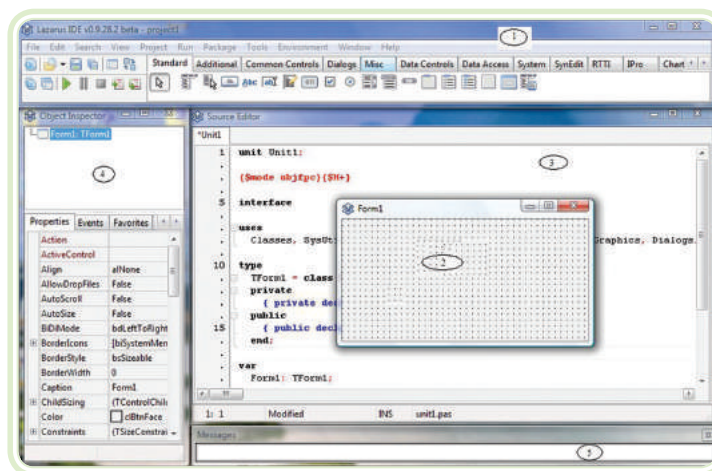 Lazarus IDE v0.9.28.2 beta - project1
1
File Edit Search View Project Run Package Tools Environment Window Help
Standard Additional Common Controls Dialogs Misc Data Controls Data Access System SynEdit RTTI IPro Chart
Abc
Object Inspector
Form1: TForm1
4
Properties Events Favorites
Action
ActiveControl
Align alNone
AllowDropFiles False
AutoScroll False
AutoSize False
BiDiMode bdLeftToRight
BorderIcons [biSystemMen
BorderStyle bsSizeable
BorderWidth 0
Caption Form1
ChildSizing (TControlChild
Color clBtnFace
Constraints (TSizeConstrai
Source Editor
*Unit1
1 unit Unit1;
3
{$mode objfpc}{$H+}
5 interface
uses
Classes, SysUti
Graphics, Dialogs
10 type
TForm1 = class
private
{ private dec
public
15 { public decl
end;
var
Form1: TForm1;
Form1
2
1: 1 Modified INS unit1.pas
Messages
5